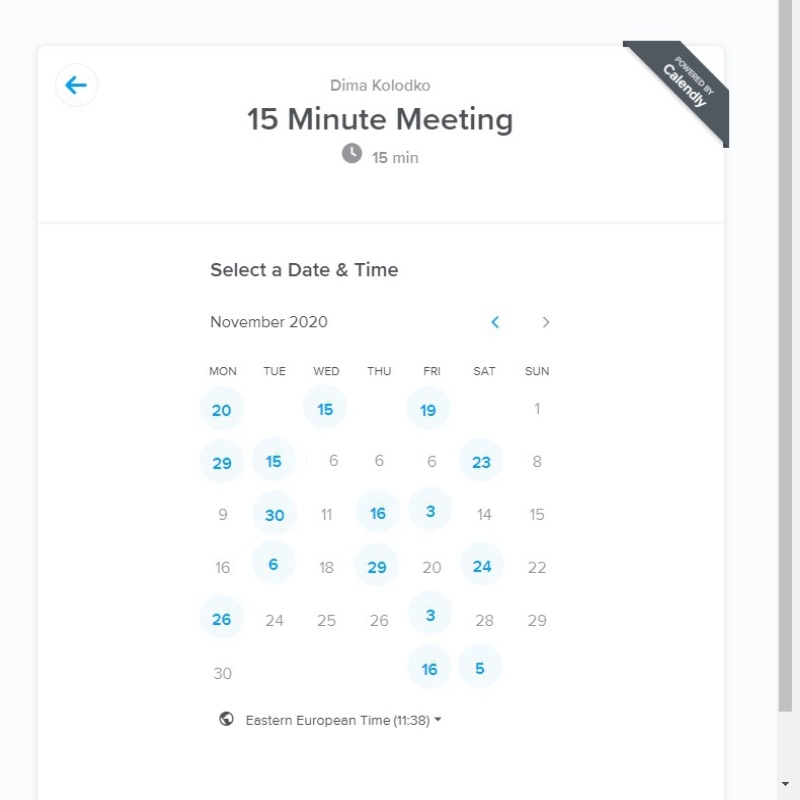 POWERED BY
Calendly
Dima Kolodko
15 Minute Meeting
15 min
Select a Date & Time
November 2020
MON TUE WED THU FRI SAT SUN
20 15 19 1
29 15 6 6 6 23 8
9 30 11 16 3 14 15
16 6 18 29 20 24 22
26 24 25 26 3 28 29
30 16 5
Eastern European Time (11:38)